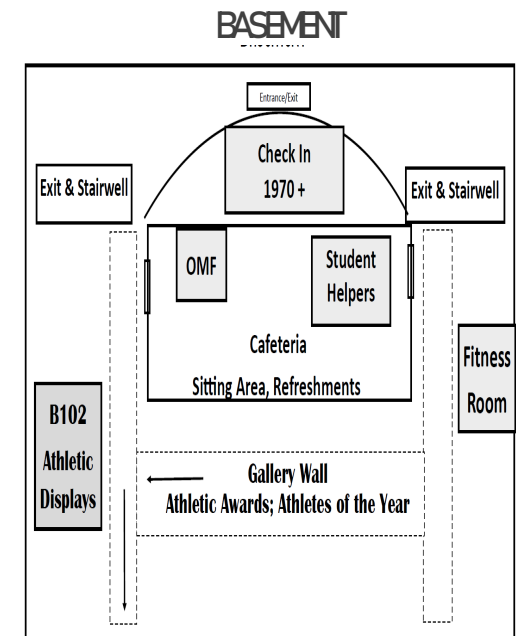 BASEMENT
Entrance/Exit
Check In
1970 +
Exit & Stairwell
Exit & Stairwell
OMF
Student
Helpers
Cafeteria
Sitting Area, Refreshments
Fitness
Room
B102
Athletic
Displays
Gallery Wall
Athletic Awards; Athletes of the Year